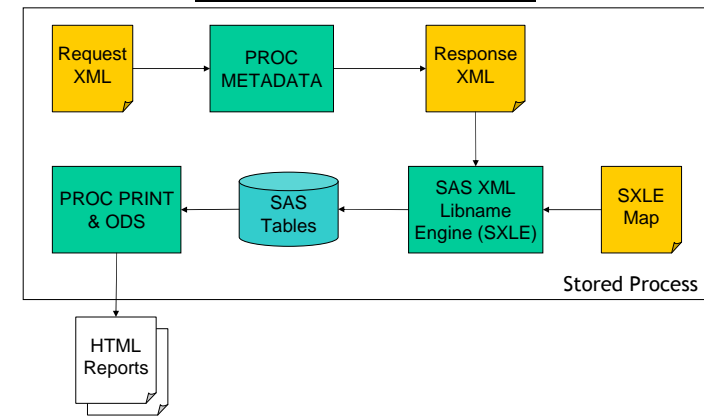 Request
XML
PROC
METADATA
Response
XML
PROC PRINT
& ODS
SAS
Tables
SAS XML
Libname
Engine (SXLE)
SXLE
Map
Stored Process
HTML
Reports